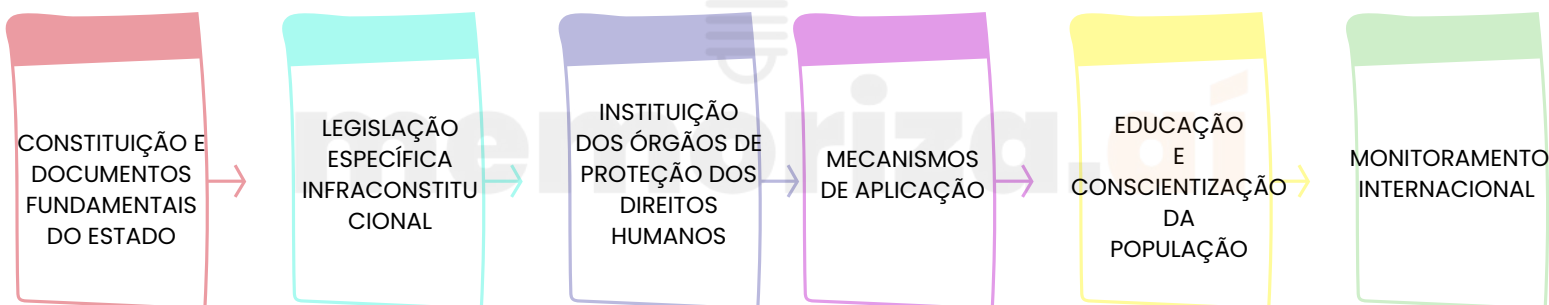 CONSTITUIÇÃO E
DOCUMENTOS
FUNDAMENTAIS
DO ESTADO
LEGISLAÇÃO
ESPECÍFICA
INFRACONSTITU
CIONAL
INSTITUIÇÃO
DOS ÓRGÃOS DE
PROTEÇÃO DOS
DIREITOS
HUMANOS
MECANISMOS
DE APLICAÇÃO
EDUCAÇÃO
E
CONSCIENTIZAÇÃO
DA
POPULAÇÃO
MONITORAMENTO
INTERNACIONAL
memoriza.aí